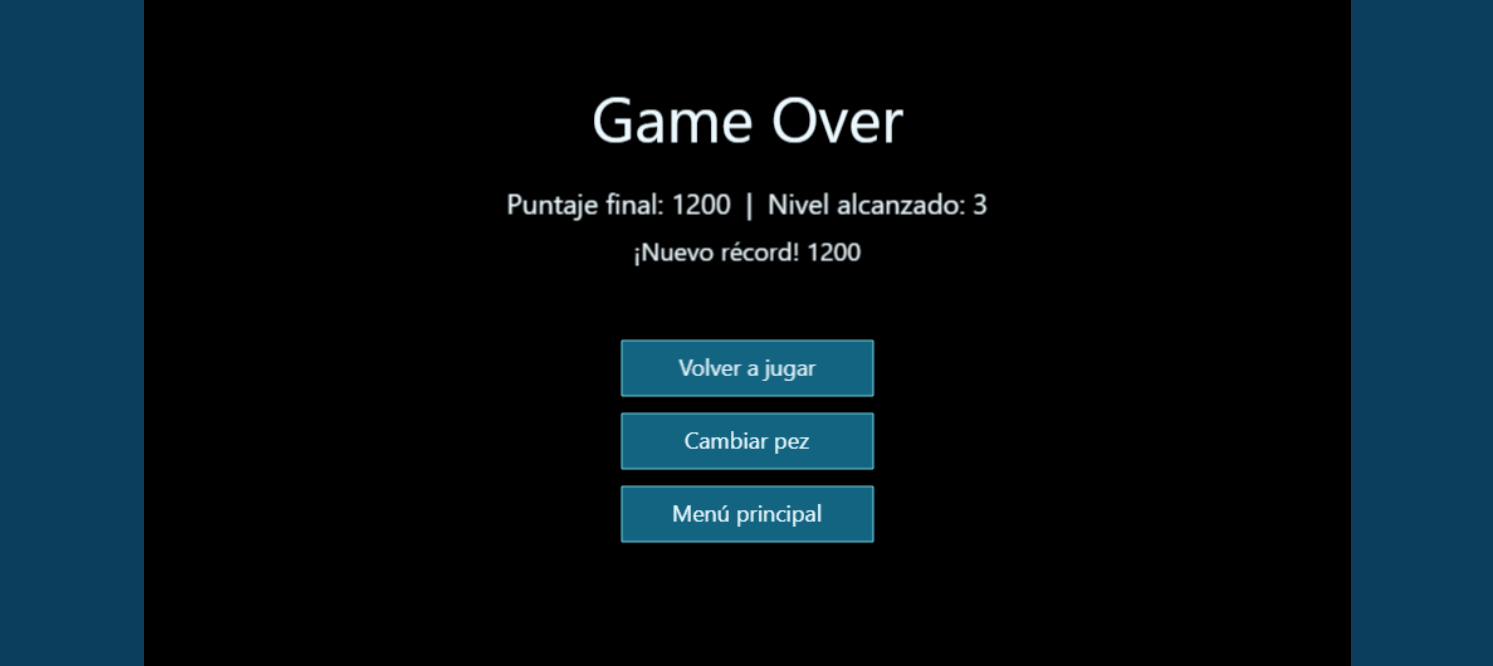 Game Over
Puntaje final: 1200 | Nivel alcanzado: 3
¡Nuevo récord! 1200
Volver a jugar
Cambiar pez
Menú principal